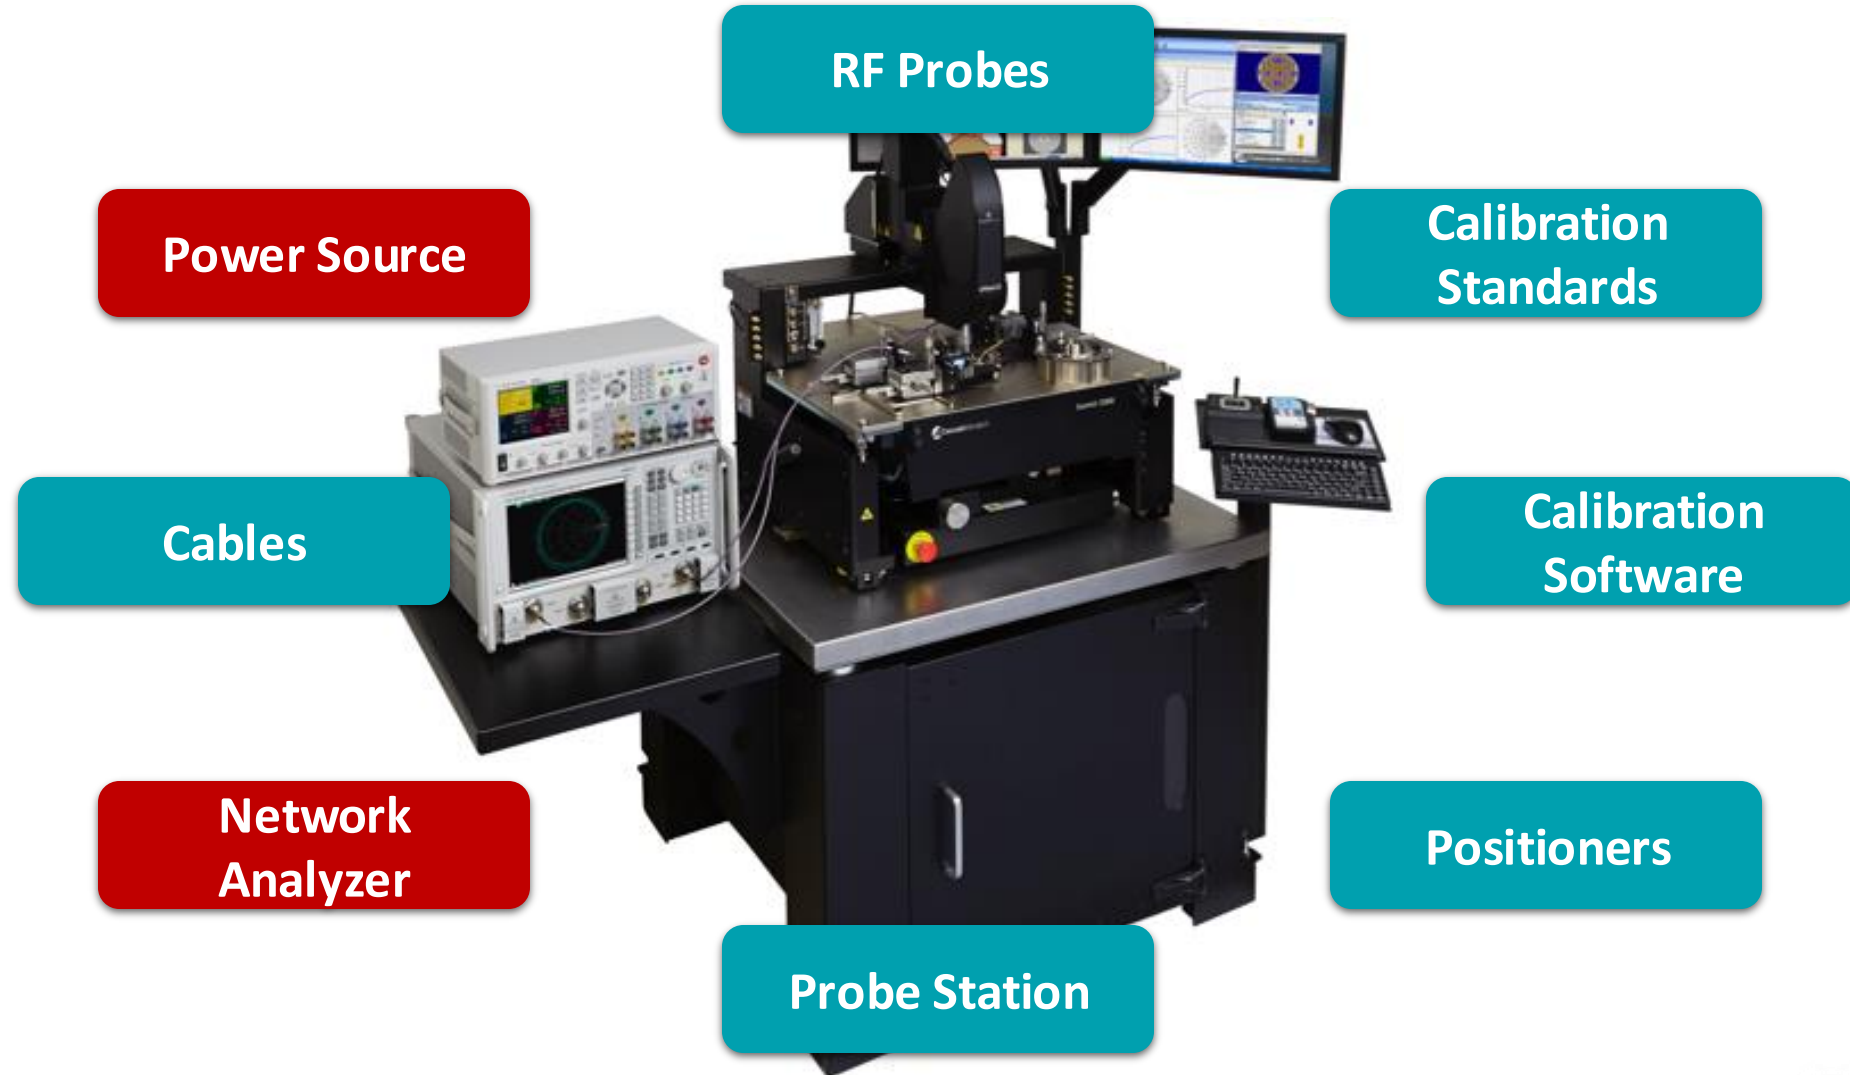 RF Probes
Power Source
Calibration
Standards
Cables
Calibration
Software
Network
Analyzer
Positioners
Probe Station